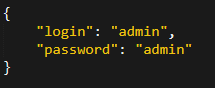 {
    "login": "admin",
    "password": "admin"
}